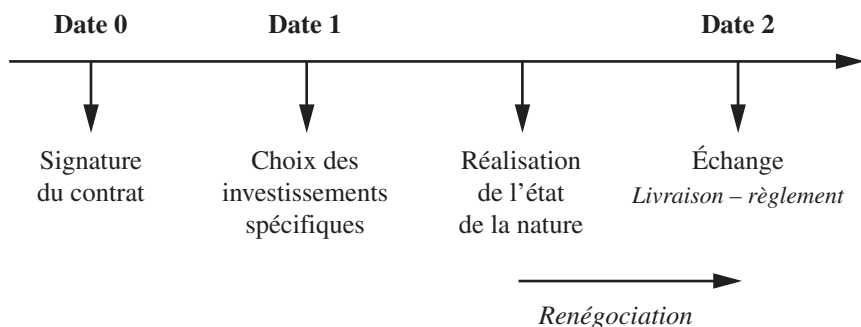 Date 0
Date 1
Date 2
Signature
du contrat
Choix des
investissements
spécifiques
Réalisation
de l'état
de la nature
Échange
Livraison – règlement
Renégociation